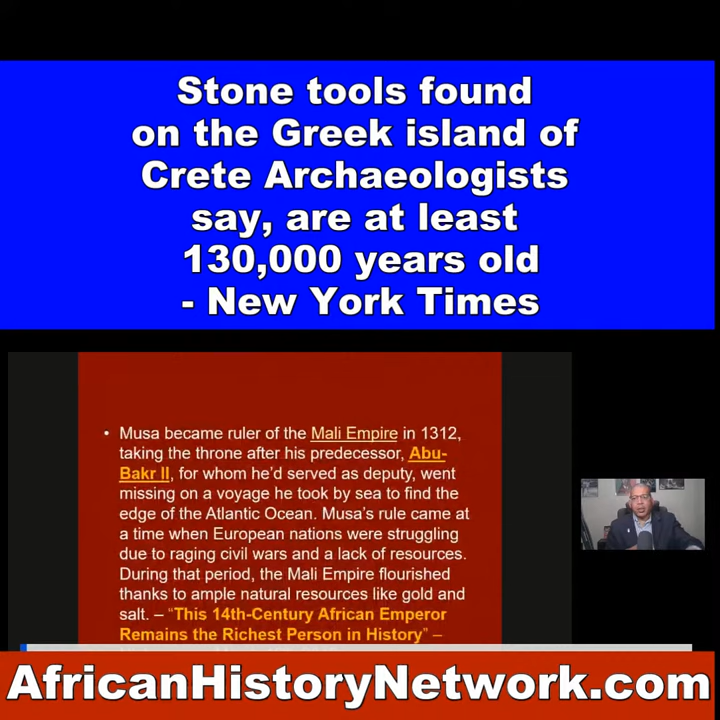 Stone tools found
on the Greek island of
Crete Archaeologists
say, are at least
130,000 years old
- New York Times
• Musa became ruler of the Mali Empire in 1312,
taking the throne after his predecessor, Abu-
Bakr II, for whom he'd served as deputy, went
missing on a voyage he took by sea to find the
edge of the Atlantic Ocean. Musa's rule came at
a time when European nations were struggling
due to raging civil wars and a lack of resources.
During that period, the Mali Empire flourished
thanks to ample natural resources like gold and
salt. – “This 14th-Century African Emperor
Remains the Richest Person in History” –
AfricanHistoryNetwork.com